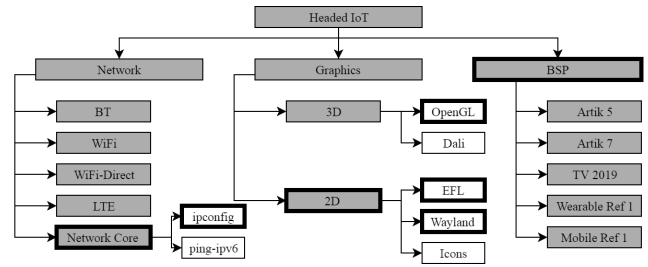 Headed IoT
Network
Graphics
BSP
BT
WiFi
WiFi-Direct
LTE
Network Core
ipconfig
ping-ipv6
3D
OpenGL
Dali
2D
EFL
Wayland
Icons
Artik 5
Artik 7
TV 2019
Wearable Ref 1
Mobile Ref 1